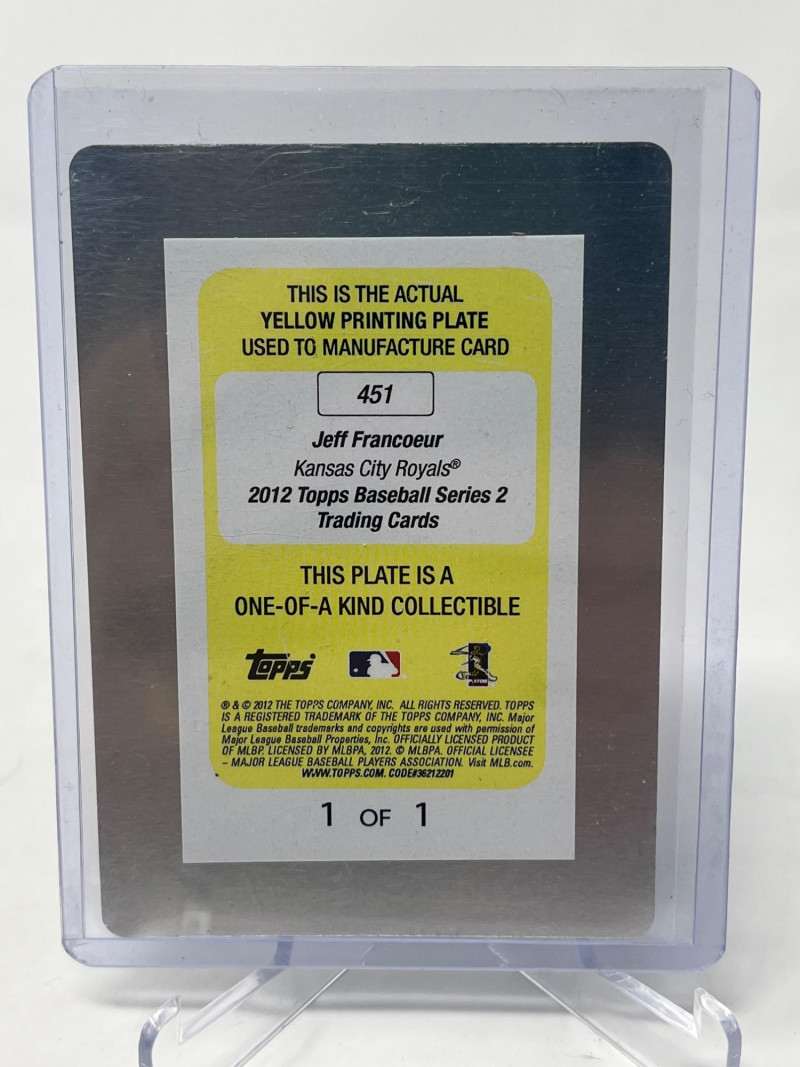 THIS IS THE ACTUAL
YELLOW PRINTING PLATE
USED TO MANUFACTURE CARD
451
Jeff Francoeur
Kansas City Royals®
2012 Topps Baseball Series 2
Trading Cards
THIS PLATE IS A
ONE-OF-A KIND COLLECTIBLE
topps
® & © 2012 THE TOPPS COMPANY, INC. ALL RIGHTS RESERVED. TOPPS
IS A REGISTERED TRADEMARK OF THE TOPPS COMPANY, INC. Major
League Baseball trademarks and copyrights are used with permission of
Major League Baseball Properties, Inc. OFFICIALLY LICENSED PRODUCT
OF MLBP. LICENSED BY MLBPA, 2012. © MLBPA. OFFICIAL LICENSEE
– MAJOR LEAGUE BASEBALL PLAYERS ASSOCIATION. Visit MLB.com.
WWW.TOPPS.COM. CODE#36212201
1 OF 1